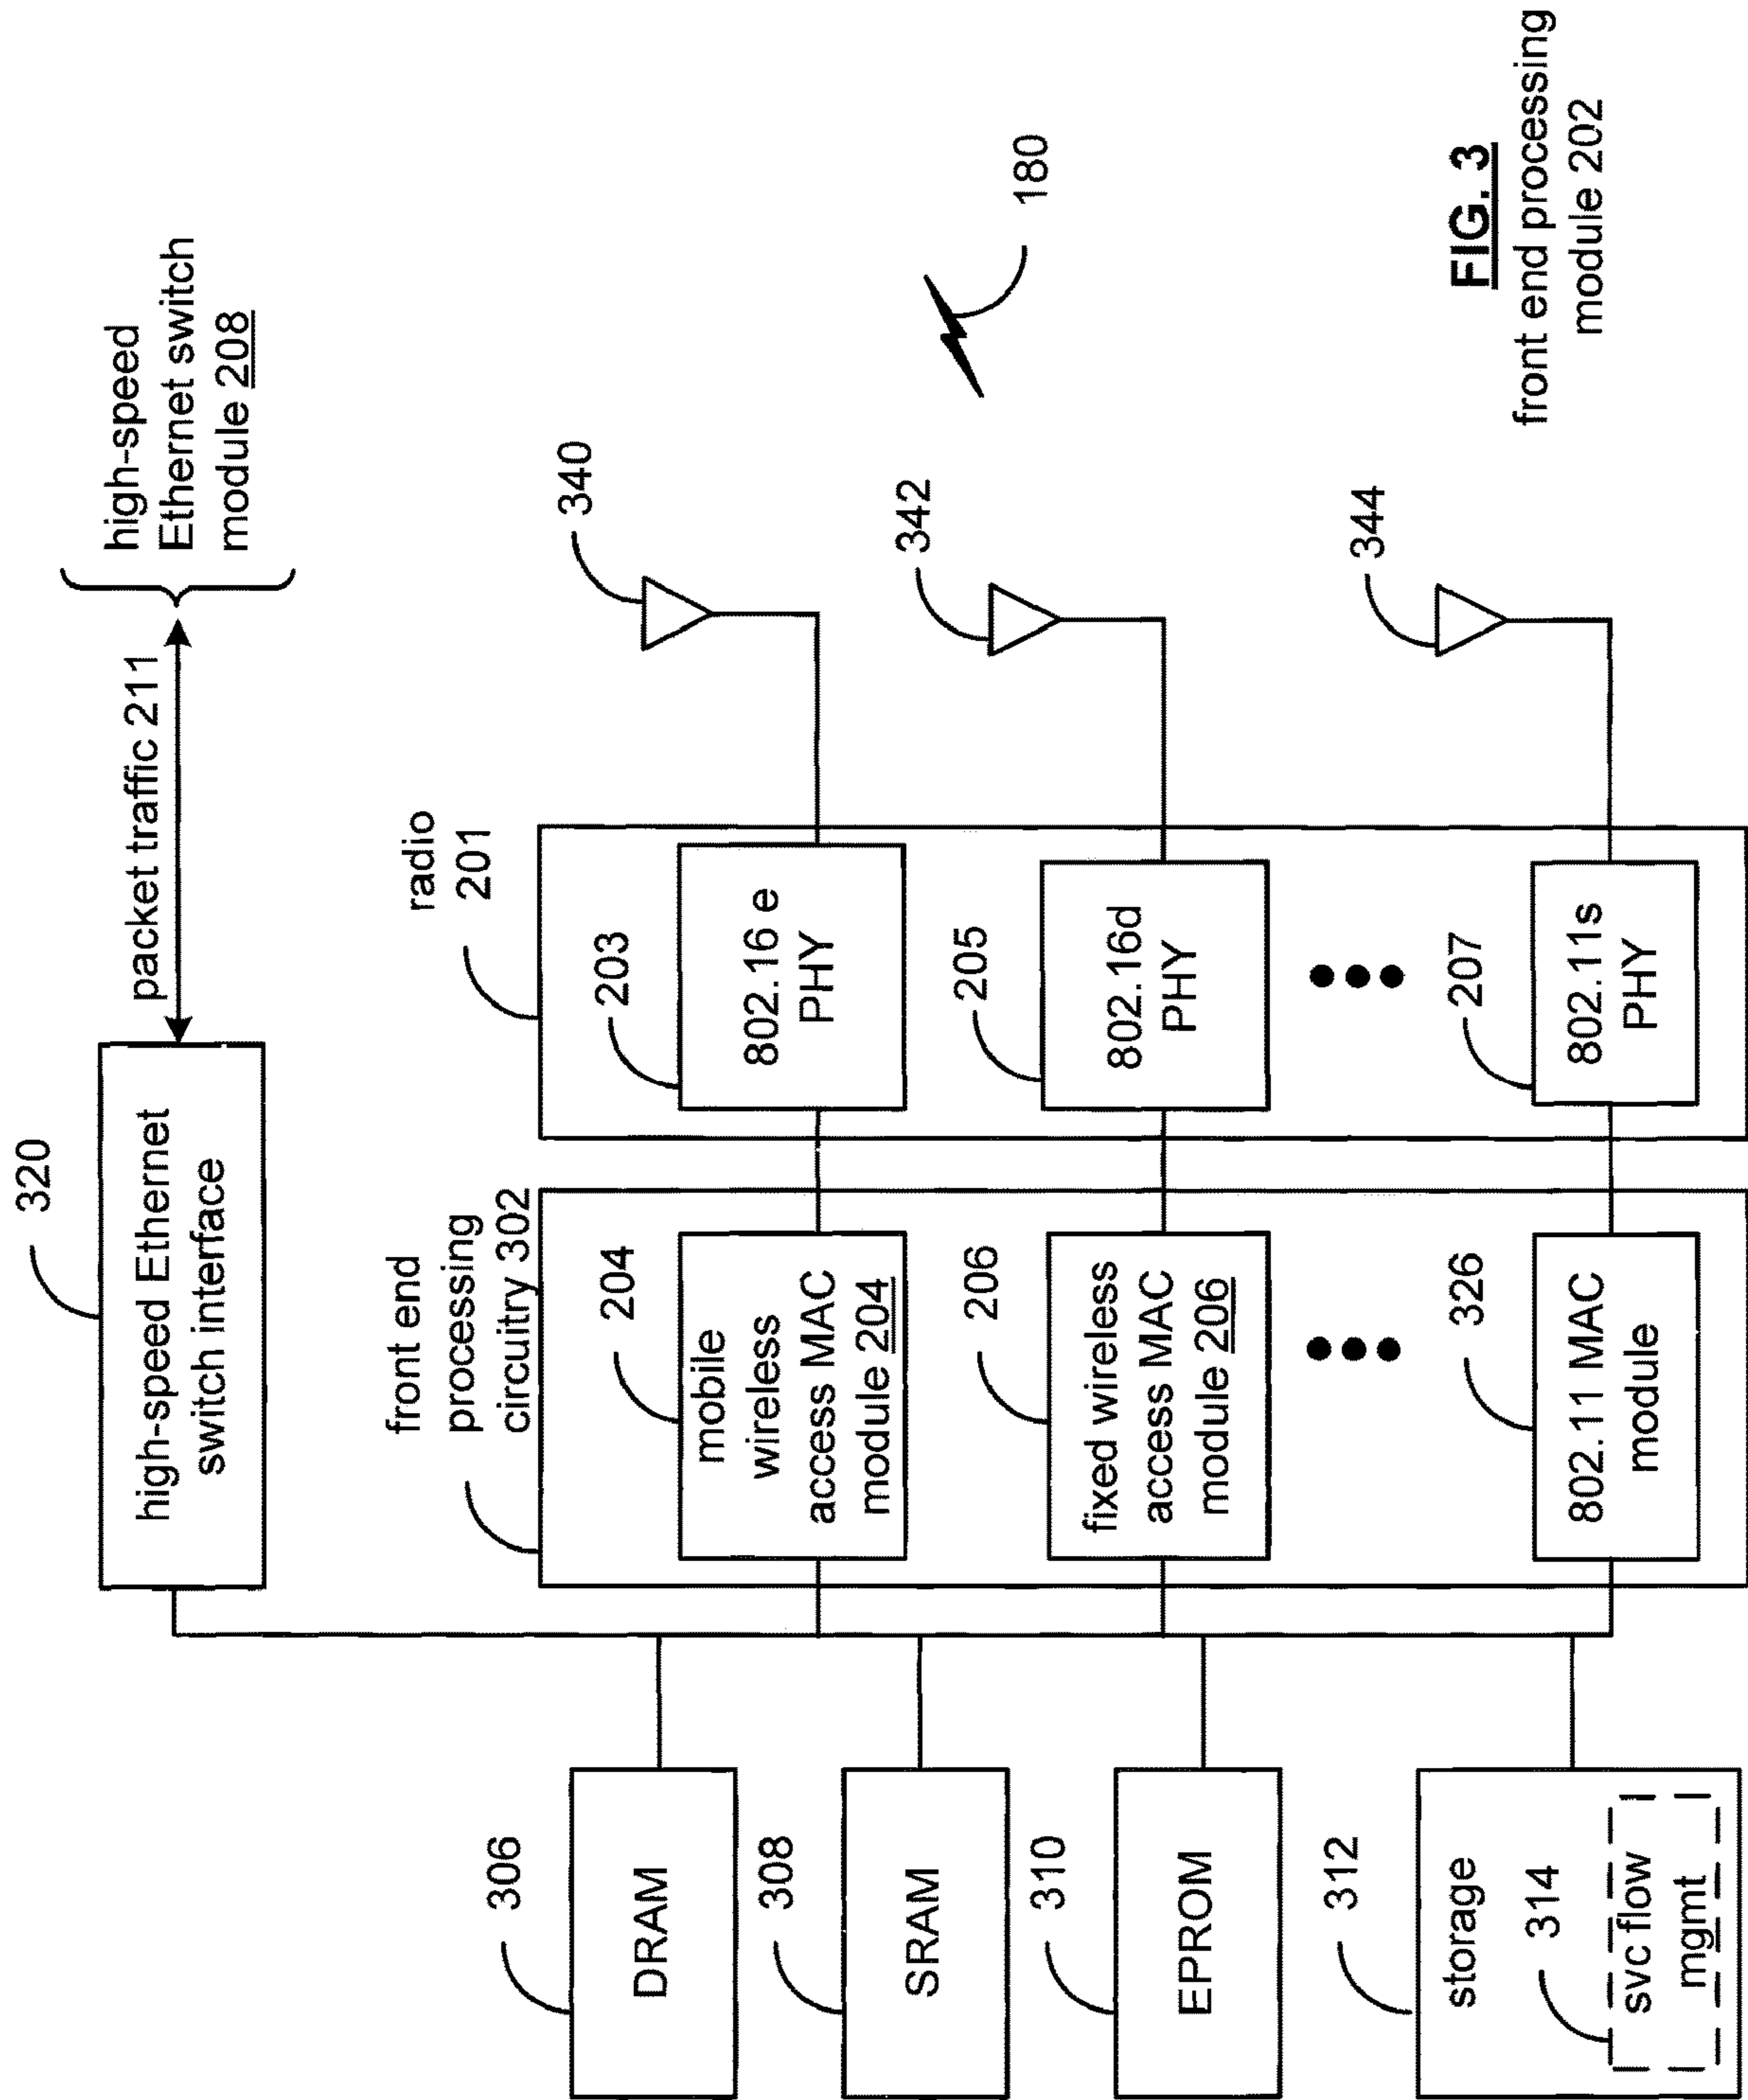 320
high-speed Ethernet
switch interface
packet traffic 211
high-speed
Ethernet switch
module 208
front end
processing
circuitry 302
radio
201
306
DRAM
204
mobile
wireless
access MAC
module 204
203
802.16 e
PHY
340
308
SRAM
206
fixed wireless
access MAC
module 206
205
802.16d
PHY
342
180
310
EPROM
312
storage
314
svc flow
mgmt
326
802.11 MAC
module
207
802.11s
PHY
344
FIG. 3
front end processing
module 202